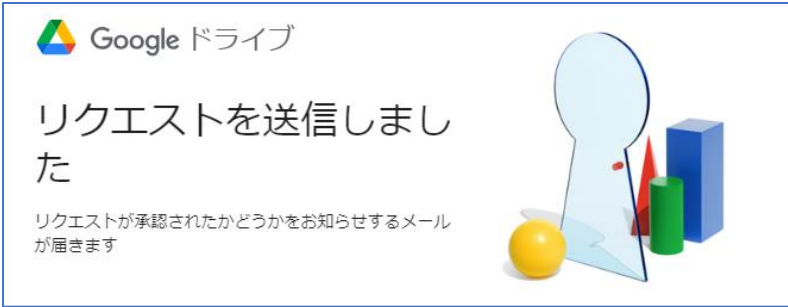 Google ドライブ
リクエストを送信しまし
た
リクエストが承認されたかどうかをお知らせするメール
が届きます